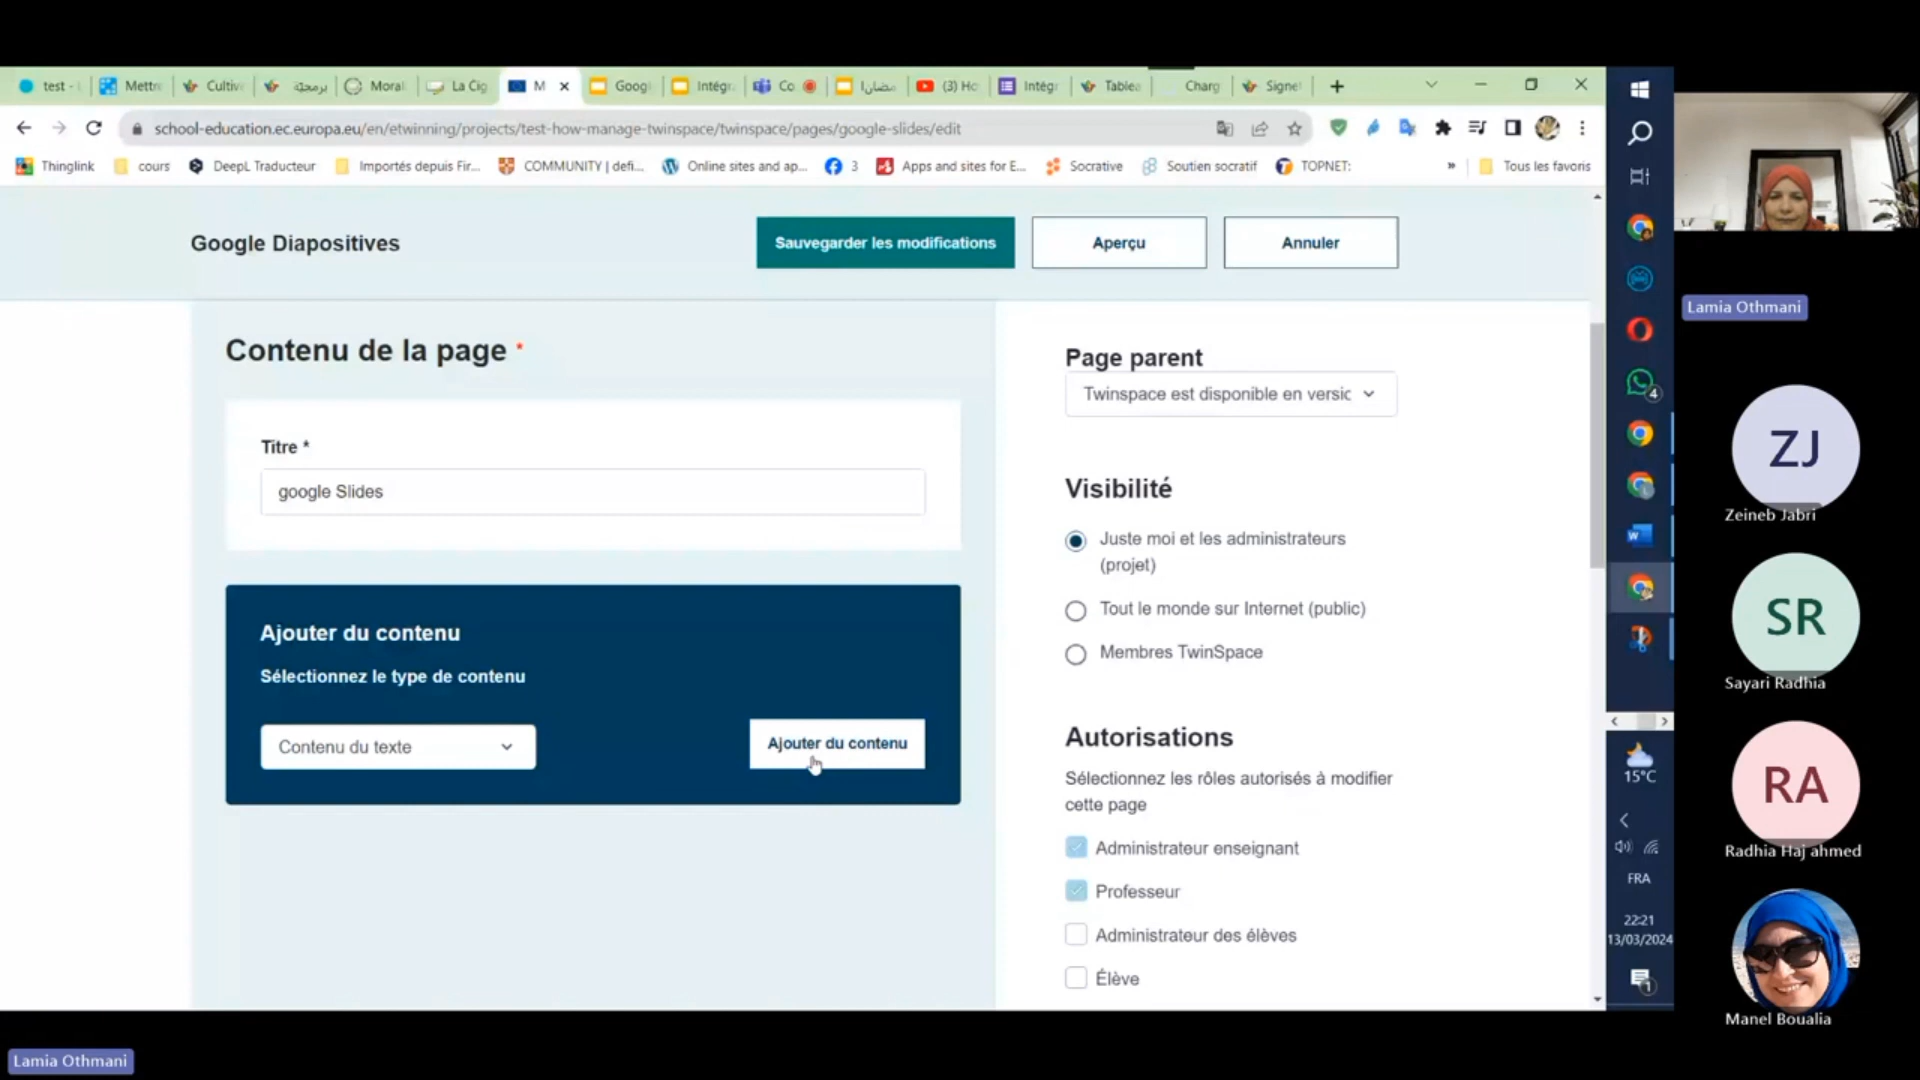 test -
Mettre
Cultiv
برمجيّة
Moral
La Cig
M
Googl
Intégr
Co
(3) Ho
Intégr
Tablea
Charg
Signe
school-education.ec.europa.eu/en/etwinning/projects/test-how-manage-twinspace/twinspace/pages/google-slides/edit
Thinglink
cours
DeepL Traducteur
Importés depuis Fir...
COMMUNITY | defi...
Online sites and ap...
3
Apps and sites for E...
Socrative
Soutien socratif
TOPNET:
»
Tous les favoris
Google Diapositives
Sauvegarder les modifications
Aperçu
Annuler
Contenu de la page *
Titre *
google Slides
Ajouter du contenu
Sélectionnez le type de contenu
Contenu du texte
Ajouter du contenu
Page parent
Twinspace est disponible en versic
Visibilité
Juste moi et les administrateurs
(projet)
Tout le monde sur Internet (public)
Membres TwinSpace
Autorisations
Sélectionnez les rôles autorisés à modifier
cette page
Administrateur enseignant
Professeur
Administrateur des élèves
Élève
4
15°C
FRA
22:21
13/03/2024
1
Lamia Othmani
ZJ
Zeineb Jabri
SR
Sayari Radhia
RA
Radhia Haj ahmed
Manel Boualia
Lamia Othmani